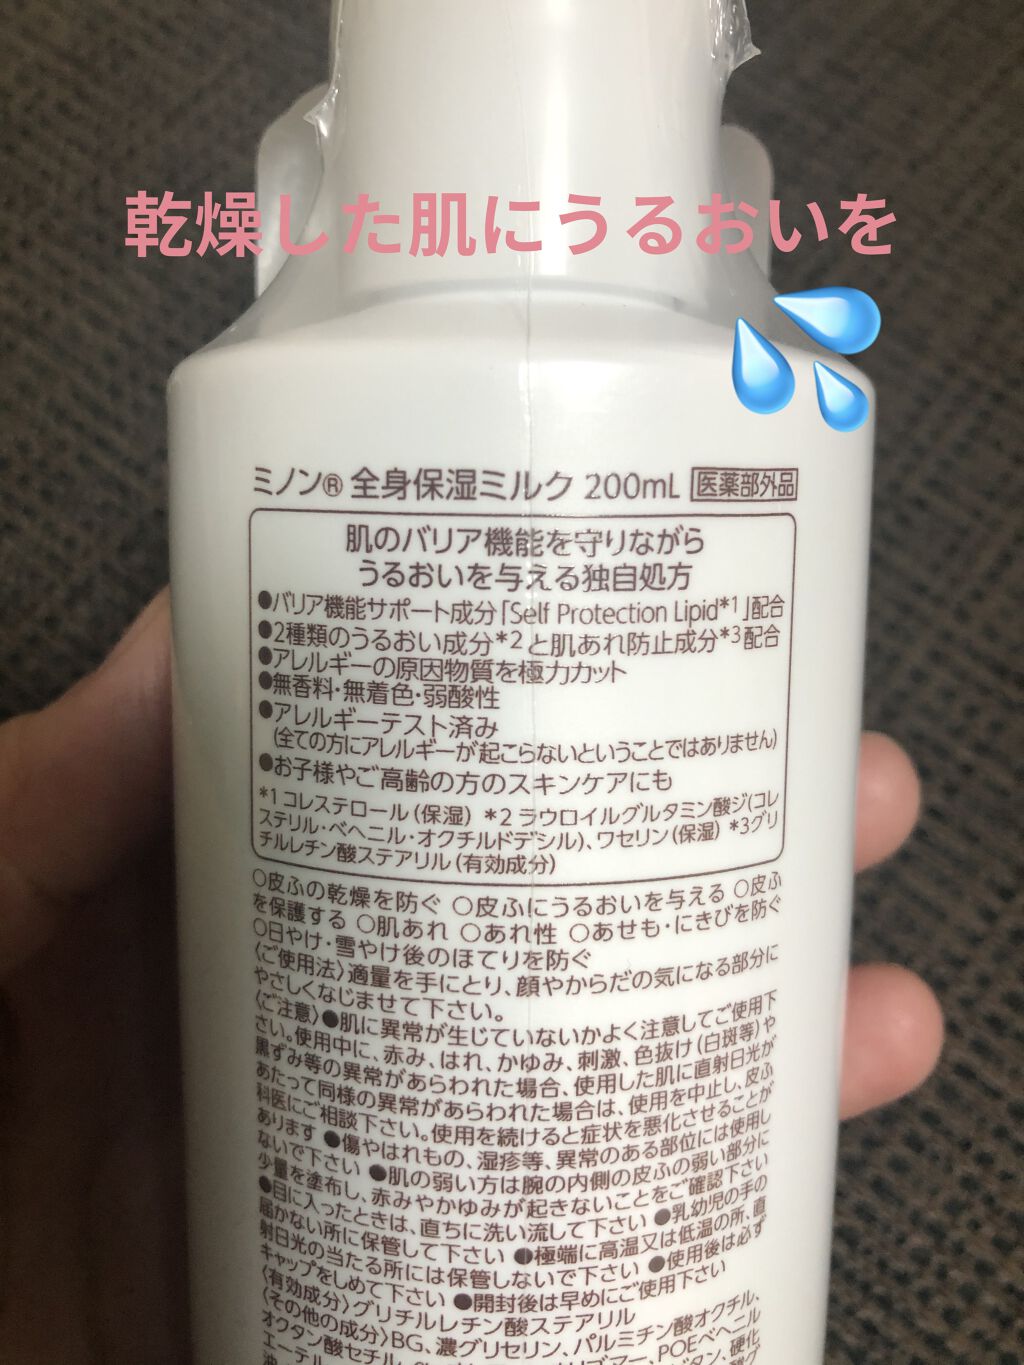 乾燥した肌にうるおいを
ミノン® 全身保湿ミルク 200mL 医薬部外品
肌のバリア機能を守りながら
うるおいを与える独自処方
●バリア機能サポート成分「Self Protection Lipid*1」配合
●2種類のうるおい成分*2と肌あれ防止成分*3配合
●アレルギーの原因物質を極力カット
●無香料・無着色・弱酸性
●アレルギーテスト済み
(全ての方にアレルギーが起こらないということではありません)
●お子様やご高齢の方のスキンケアにも
*1 コレステロール(保湿) *2 ラウロイルグルタミン酸ジ(コレ
ステリル・ベヘニル・オクチルドデシル)、ワセリン(保湿) *3グリ
チルレチン酸ステアリル(有効成分)
○皮ふの乾燥を防ぐ ○皮ふにうるおいを与える ○皮ふ
を保護する ○肌あれ ○あれ性 ○あせも・にきびを防ぐ
○日やけ・雪やけ後のほてりを防ぐ
〈ご使用法〉適量を手にとり、顔やからだの気になる部分に
やさしくなじませて下さい。
〈ご注意〉●肌に異常が生じていないかよく注意してご使用下
さい。使用中に、赤み、はれ、かゆみ、刺激、色抜け(白斑等)や
黒ずみ等の異常があらわれた場合、使用した肌に直射日光が
あたって同様の異常があらわれた場合は、使用を中止し、皮ふ
科医にご相談下さい。使用を続けると症状を悪化させることが
あります ●傷やはれもの、湿疹等、異常のある部位には使用し
ないで下さい ●肌の弱い方は腕の内側の皮ふの弱い部分に
少量を塗布し、赤みやかゆみが起きないことをご確認下さい
●目に入ったときは、直ちに洗い流して下さい ●乳幼児の手の
届かない所に保管して下さい ●極端に高温又は低温の所、直
射日光の当たる所には保管しないで下さい ●使用後は必ず
キャップをしめて下さい ●開封後は早めにご使用下さい
〈有効成分〉グリチルレチン酸ステアリル
〈その他の成分〉BG、濃グリセリン、パルミチン酸オクチル、
オクタン酸セチル、 POEベヘニル
エーテル 硬化